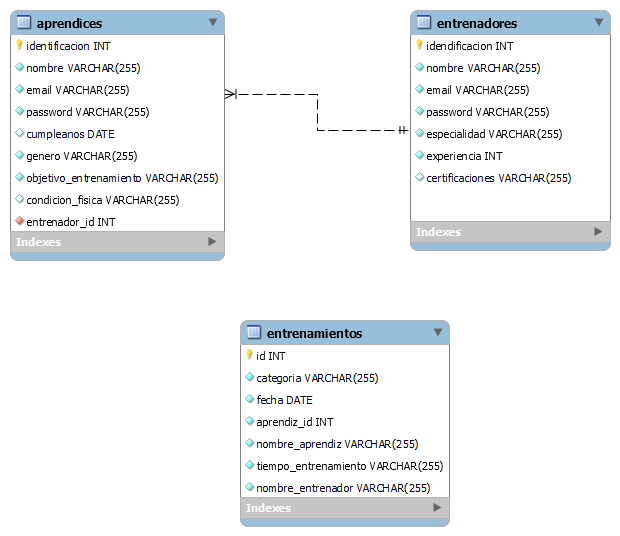 aprendices
identificacion INT
nombre VARCHAR(255)
email VARCHAR(255)
password VARCHAR(255)
cumpleanos DATE
genero VARCHAR(255)
objetivo_entrenamiento VARCHAR(255)
condicion_fisica VARCHAR(255)
entrenador_id INT
Indexes
entrenadores
idendificacion INT
nombre VARCHAR(255)
email VARCHAR(255)
password VARCHAR(255)
especialidad VARCHAR(255)
experiencia INT
certificaciones VARCHAR(255)
Indexes
entrenamientos
id INT
categoria VARCHAR(255)
fecha DATE
aprendiz_id INT
nombre_aprendiz VARCHAR(255)
tiempo_entrenamiento VARCHAR(255)
nombre_entrenador VARCHAR(255)
Indexes